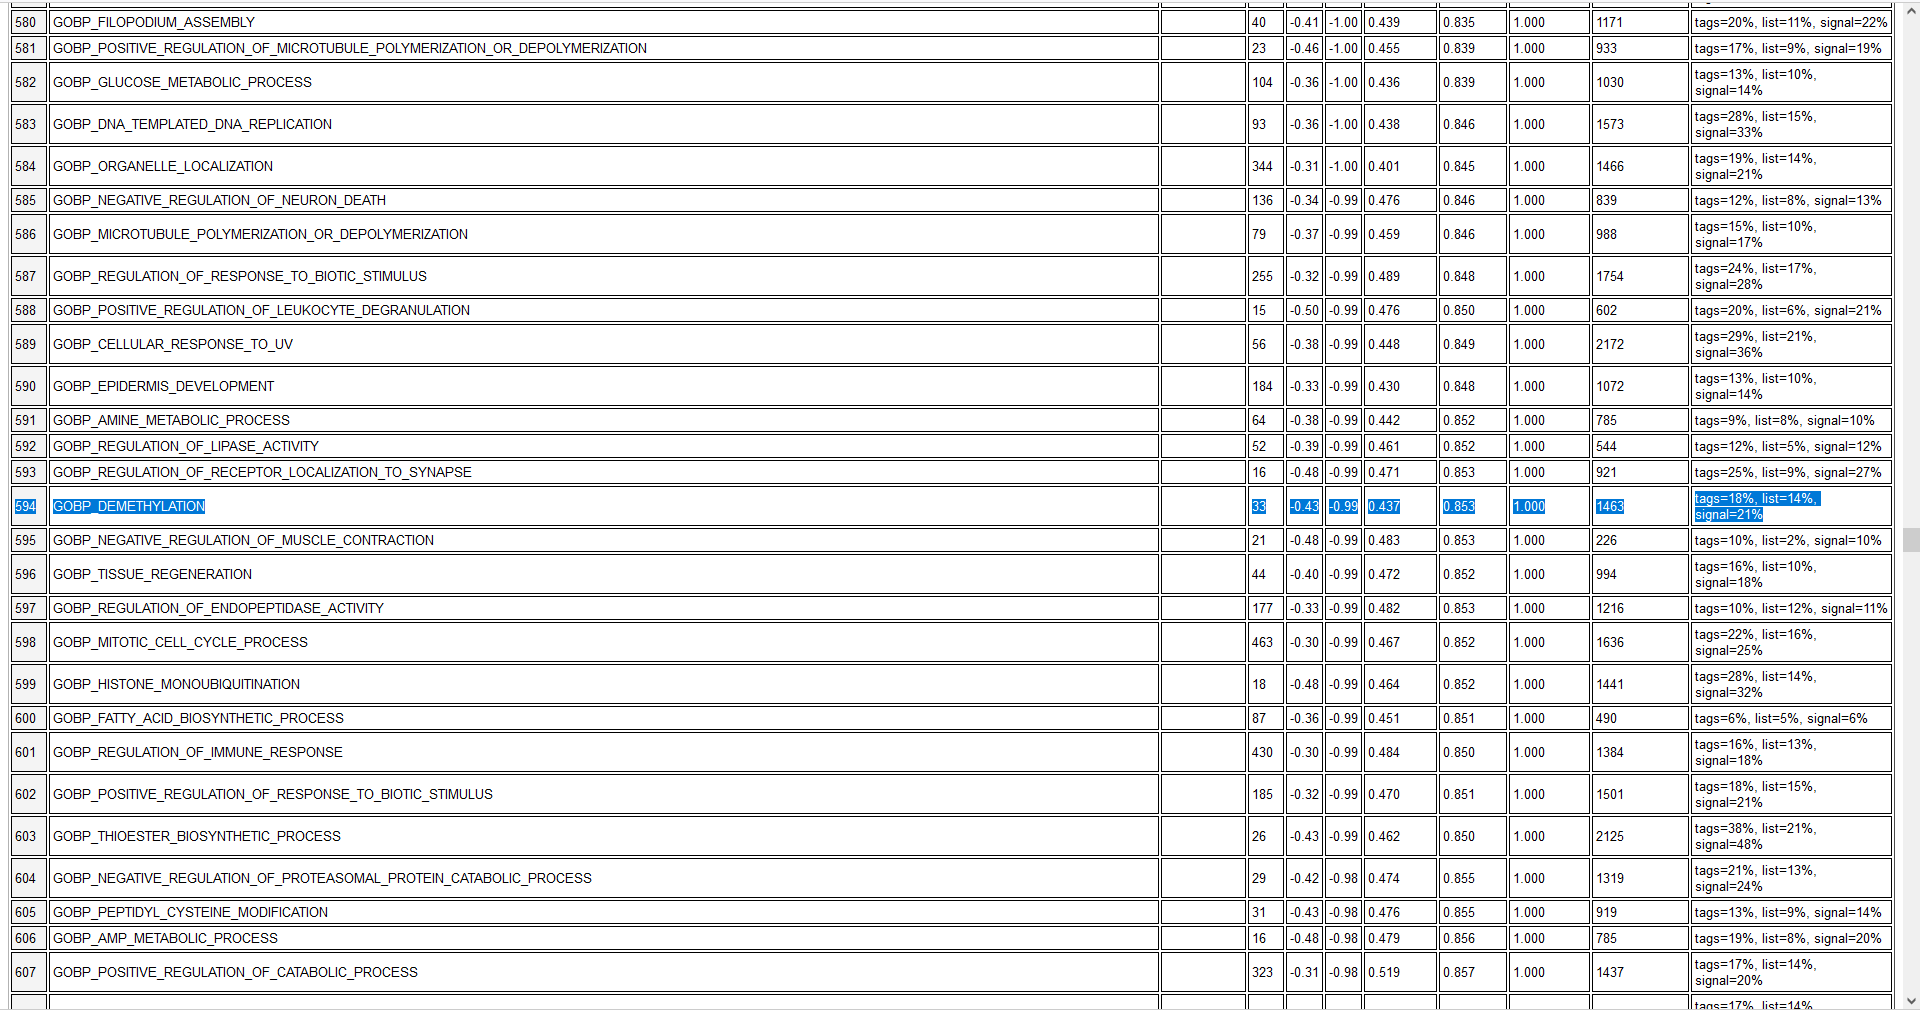 580 GOBP_FILOPODIUM_ASSEMBLY 40 -0.41 -1.00 0.439 0.835 1.000 1171 tags=20%, list=11%, signal=22%
581 GOBP_POSITIVE_REGULATION_OF_MICROTUBULE_POLYMERIZATION_OR_DEPOLYMERIZATION 23 -0.46 -1.00 0.455 0.839 1.000 933 tags=17%, list=9%, signal=19%
582 GOBP_GLUCOSE_METABOLIC_PROCESS 104 -0.36 -1.00 0.436 0.839 1.000 1030 tags=13%, list=10%,
signal=14%
583 GOBP_DNA_TEMPLATED_DNA_REPLICATION 93 -0.36 -1.00 0.438 0.846 1.000 1573 tags=28%, list=15%,
signal=33%
584 GOBP_ORGANELLE_LOCALIZATION 344 -0.31 -1.00 0.401 0.845 1.000 1466 tags=19%, list=14%,
signal=21%
585 GOBP_NEGATIVE_REGULATION_OF_NEURON_DEATH 136 -0.34 -0.99 0.476 0.846 1.000 839 tags=12%, list=8%, signal=13%
586 GOBP_MICROTUBULE_POLYMERIZATION_OR_DEPOLYMERIZATION 79 -0.37 -0.99 0.459 0.846 1.000 988 tags=15%, list=10%,
signal=17%
587 GOBP_REGULATION_OF_RESPONSE_TO_BIOTIC_STIMULUS 255 -0.32 -0.99 0.489 0.848 1.000 1754 tags=24%, list=17%,
signal=28%
588 GOBP_POSITIVE_REGULATION_OF_LEUKOCYTE_DEGRANULATION 15 -0.50 -0.99 0.476 0.850 1.000 602 tags=20%, list=6%, signal=21%
589 GOBP_CELLULAR_RESPONSE_TO_UV 56 -0.38 -0.99 0.448 0.849 1.000 2172 tags=29%, list=21%,
signal=36%
590 GOBP_EPIDERMIS_DEVELOPMENT 184 -0.33 -0.99 0.430 0.848 1.000 1072 tags=13%, list=10%,
signal=14%
591 GOBP_AMINE_METABOLIC_PROCESS 64 -0.38 -0.99 0.442 0.852 1.000 785 tags=9%, list=8%, signal=10%
592 GOBP_REGULATION_OF_LIPASE_ACTIVITY 52 -0.39 -0.99 0.461 0.852 1.000 544 tags=12%, list=5%, signal=12%
593 GOBP_REGULATION_OF_RECEPTOR_LOCALIZATION_TO_SYNAPSE 16 -0.48 -0.99 0.471 0.853 1.000 921 tags=25%, list=9%, signal=27%
594 GOBP_DEMETHYLATION 33 -0.43 -0.99 0.437 0.853 1.000 1463 tags=18%, list=14%,
signal=21%
595 GOBP_NEGATIVE_REGULATION_OF_MUSCLE_CONTRACTION 21 -0.48 -0.99 0.483 0.853 1.000 226 tags=10%, list=2%, signal=10%
596 GOBP_TISSUE_REGENERATION 44 -0.40 -0.99 0.472 0.852 1.000 994 tags=16%, list=10%,
signal=18%
597 GOBP_REGULATION_OF_ENDOPEPTIDASE_ACTIVITY 177 -0.33 -0.99 0.482 0.853 1.000 1216 tags=10%, list=12%, signal=11%
598 GOBP_MITOTIC_CELL_CYCLE_PROCESS 463 -0.30 -0.99 0.467 0.852 1.000 1636 tags=22%, list=16%,
signal=25%
599 GOBP_HISTONE_MONOUBIQUITINATION 18 -0.48 -0.99 0.464 0.852 1.000 1441 tags=28%, list=14%,
signal=32%
600 GOBP_FATTY_ACID_BIOSYNTHETIC_PROCESS 87 -0.36 -0.99 0.451 0.851 1.000 490 tags=6%, list=5%, signal=6%
601 GOBP_REGULATION_OF_IMMUNE_RESPONSE 430 -0.30 -0.99 0.484 0.850 1.000 1384 tags=16%, list=13%,
signal=18%
602 GOBP_POSITIVE_REGULATION_OF_RESPONSE_TO_BIOTIC_STIMULUS 185 -0.32 -0.99 0.470 0.851 1.000 1501 tags=18%, list=15%,
signal=21%
603 GOBP_THIOESTER_BIOSYNTHETIC_PROCESS 26 -0.43 -0.99 0.462 0.850 1.000 2125 tags=38%, list=21%,
signal=48%
604 GOBP_NEGATIVE_REGULATION_OF_PROTEASOMAL_PROTEIN_CATABOLIC_PROCESS 29 -0.42 -0.98 0.474 0.855 1.000 1319 tags=21%, list=13%,
signal=24%
605 GOBP_PEPTIDYL_CYSTEINE_MODIFICATION 31 -0.43 -0.98 0.476 0.855 1.000 919 tags=13%, list=9%, signal=14%
606 GOBP_AMP_METABOLIC_PROCESS 16 -0.48 -0.98 0.479 0.856 1.000 785 tags=19%, list=8%, signal=20%
607 GOBP_POSITIVE_REGULATION_OF_CATABOLIC_PROCESS 323 -0.31 -0.98 0.519 0.857 1.000 1437 tags=17%, list=14%,
signal=20%
tags=17%, list=14%,